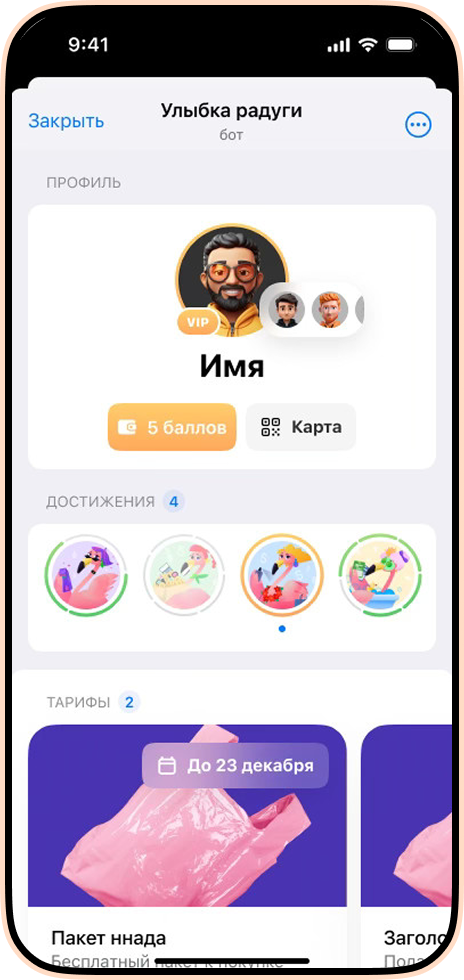 9:41
Закрыть
Улыбка радуги
бот
ПРОФИЛЬ
VIP
Имя
5 баллов
Карта
ДОСТИЖЕНИЯ 4
ТАРИФЫ 2
До 23 декабря
Пакет ннада
Заголо
Бесплатный пакет к покупке
Пода